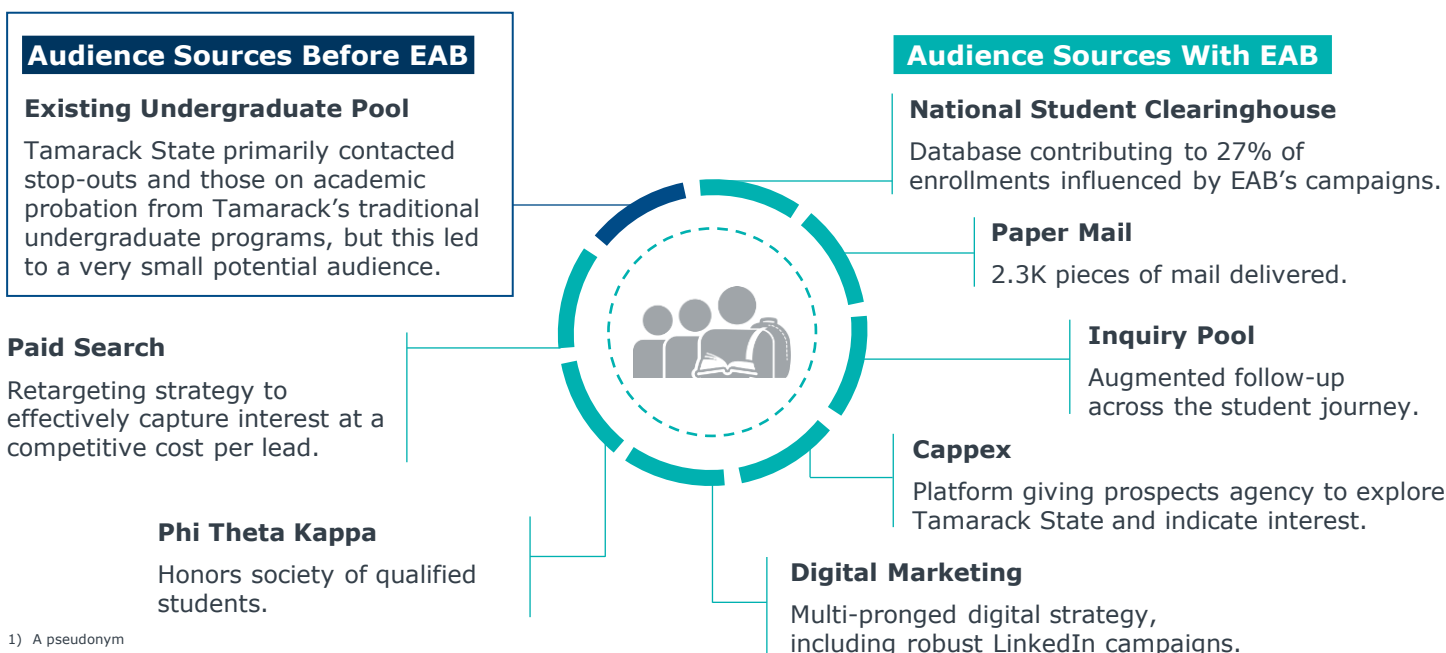 Audience Sources Before EAB
Existing Undergraduate Pool
Tamarack State primarily contacted
stop-outs and those on academic
probation from Tamarack’s traditional
undergraduate programs, but this led
to a very small potential audience.
Audience Sources With EAB
National Student Clearinghouse
Database contributing to 27% of
enrollments influenced by EAB’s campaigns.
Paper Mail
2.3K pieces of mail delivered.
Inquiry Pool
Augmented follow-up
across the student journey.
Cappex
Platform giving prospects agency to explore
Tamarack State and indicate interest.
Digital Marketing
Multi-pronged digital strategy,
including robust LinkedIn campaigns.
Phi Theta Kappa
Honors society of qualified
students.
Paid Search
Retargeting strategy to
effectively capture interest at a
competitive cost per lead.
1) A pseudonym